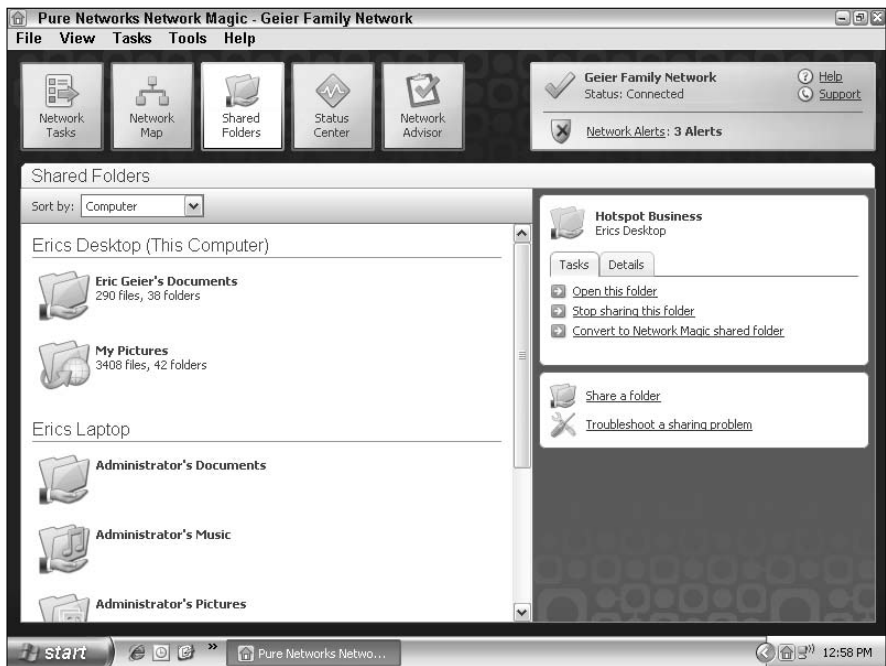 Pure Networks Network Magic - Geier Family Network
File View Tasks Tools Help
Network Tasks
Network Map
Shared Folders
Status Center
Network Advisor
Geier Family Network
Status: Connected
Help
Support
Network Alerts: 3 Alerts
Shared Folders
Sort by: Computer
Erics Desktop (This Computer)
Eric Geier's Documents
290 files, 38 folders
My Pictures
3408 files, 42 folders
Erics Laptop
Administrator's Documents
Administrator's Music
Administrator's Pictures
Hotspot Business
Erics Desktop
Tasks Details
Open this folder
Stop sharing this folder
Convert to Network Magic shared folder
Share a folder
Troubleshoot a sharing problem
start
Pure Networks Netwo...
12:58 PM